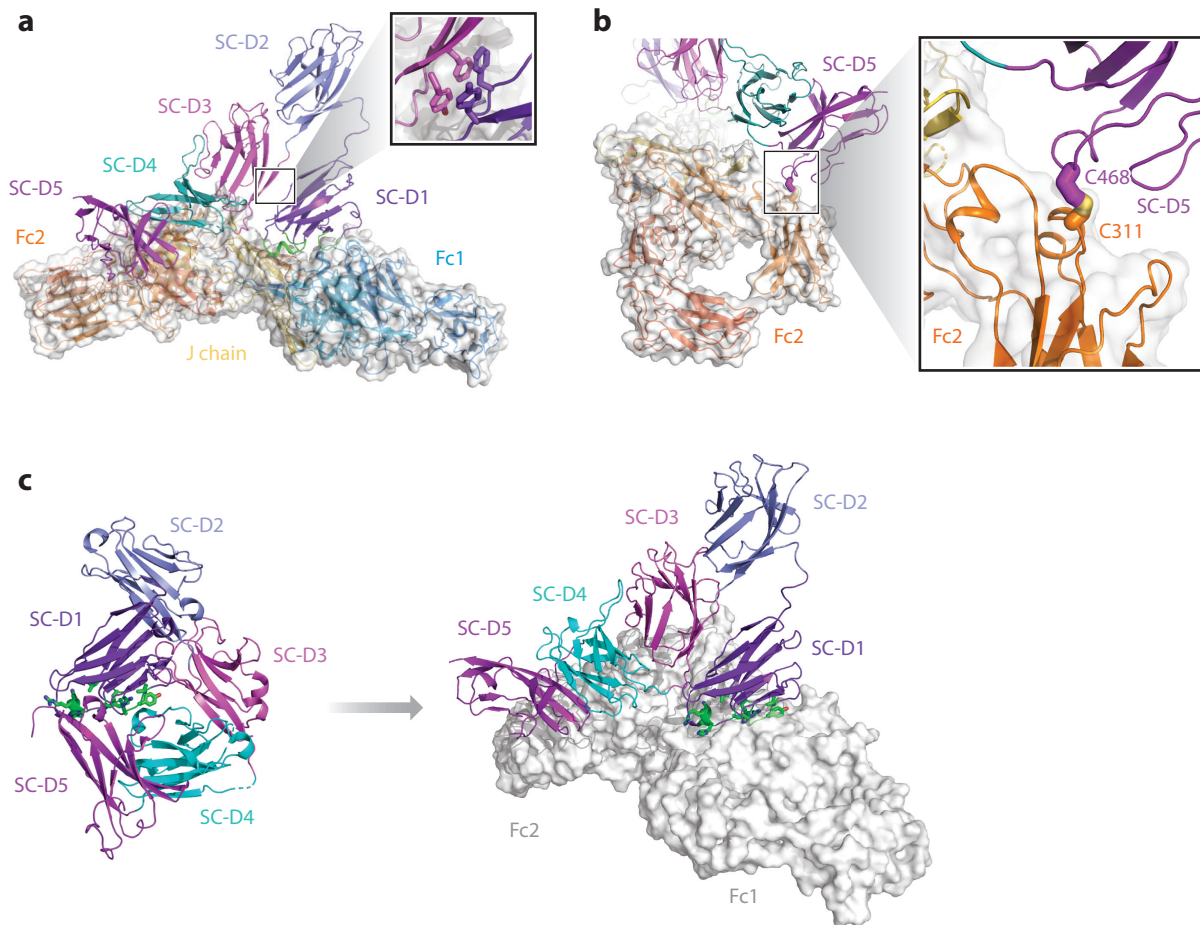 a
SC-D2
SC-D3
SC-D4
SC-D5
SC-D1
Fc2
Fc1
J chain
b
SC-D5
Fc2
C468
SC-D5
C311
Fc2
c
SC-D2
SC-D1
SC-D3
SC-D5
SC-D4
SC-D2
SC-D3
SC-D4
SC-D5
SC-D1
Fc2
Fc1